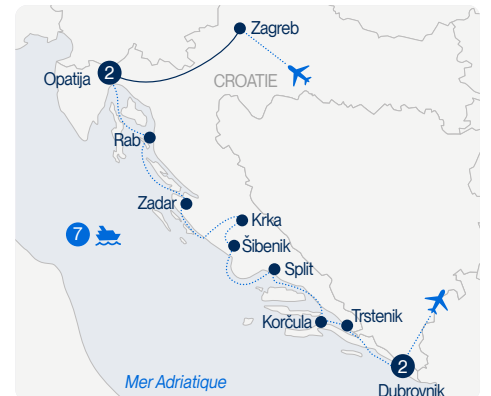 Zagreb
2
Opatija
CROATIE
Rab
Zadar
Krka
7
Šibenik
Split
Korčula
Trstenik
2
Mer Adriatique
Dubrovnik